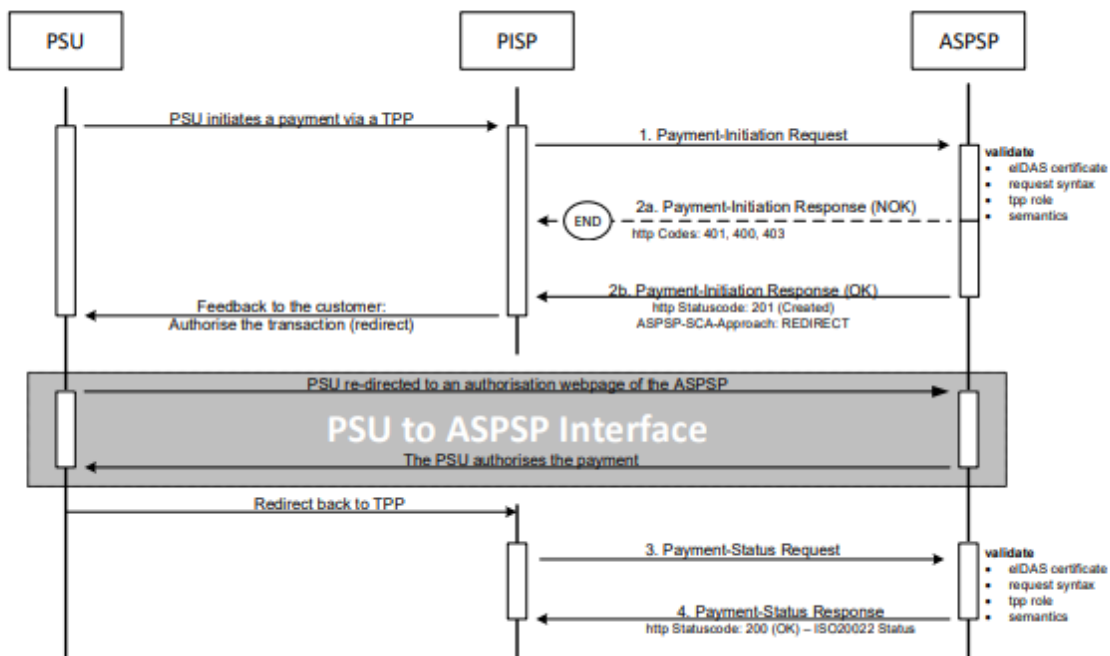 PSU
PISP
ASPSP
PSU initiates a payment via a TPP
1. Payment-Initiation Request
validate
• eIDAS certificate
• request syntax
• tpp role
• semantics
2a. Payment-Initiation Response (NOK)
END
http Codes: 401, 400, 403
2b. Payment-Initiation Response (OK)
http Statuscode: 201 (Created)
ASPSP-SCA-Approach: REDIRECT
Feedback to the customer:
Authorise the transaction (redirect)
PSU re-directed to an authorisation webpage of the ASPSP
PSU to ASPSP Interface
The PSU authorises the payment
Redirect back to TPP
3. Payment-Status Request
validate
• eIDAS certificate
• request syntax
• tpp role
• semantics
4. Payment-Status Response
http Statuscode: 200 (OK) – ISO20022 Status